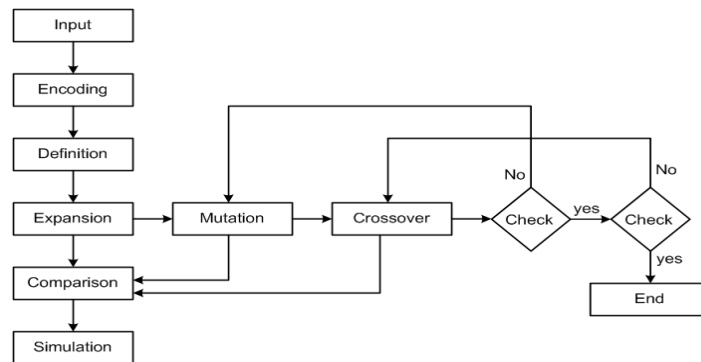 Input
Encoding
Definition
No
No
Expansion
Mutation
Crossover
Check
yes
Check
yes
Comparison
End
Simulation